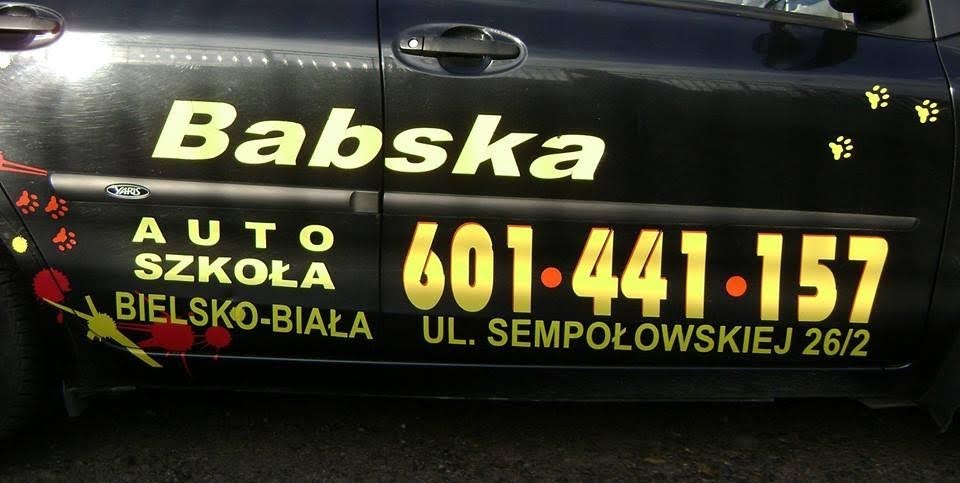 Babska
YARIS
AUTO
SZKOŁA
BIELSKO-BIAŁA
601•441•157
UL. SEMPOŁOWSKIEJ 26/2